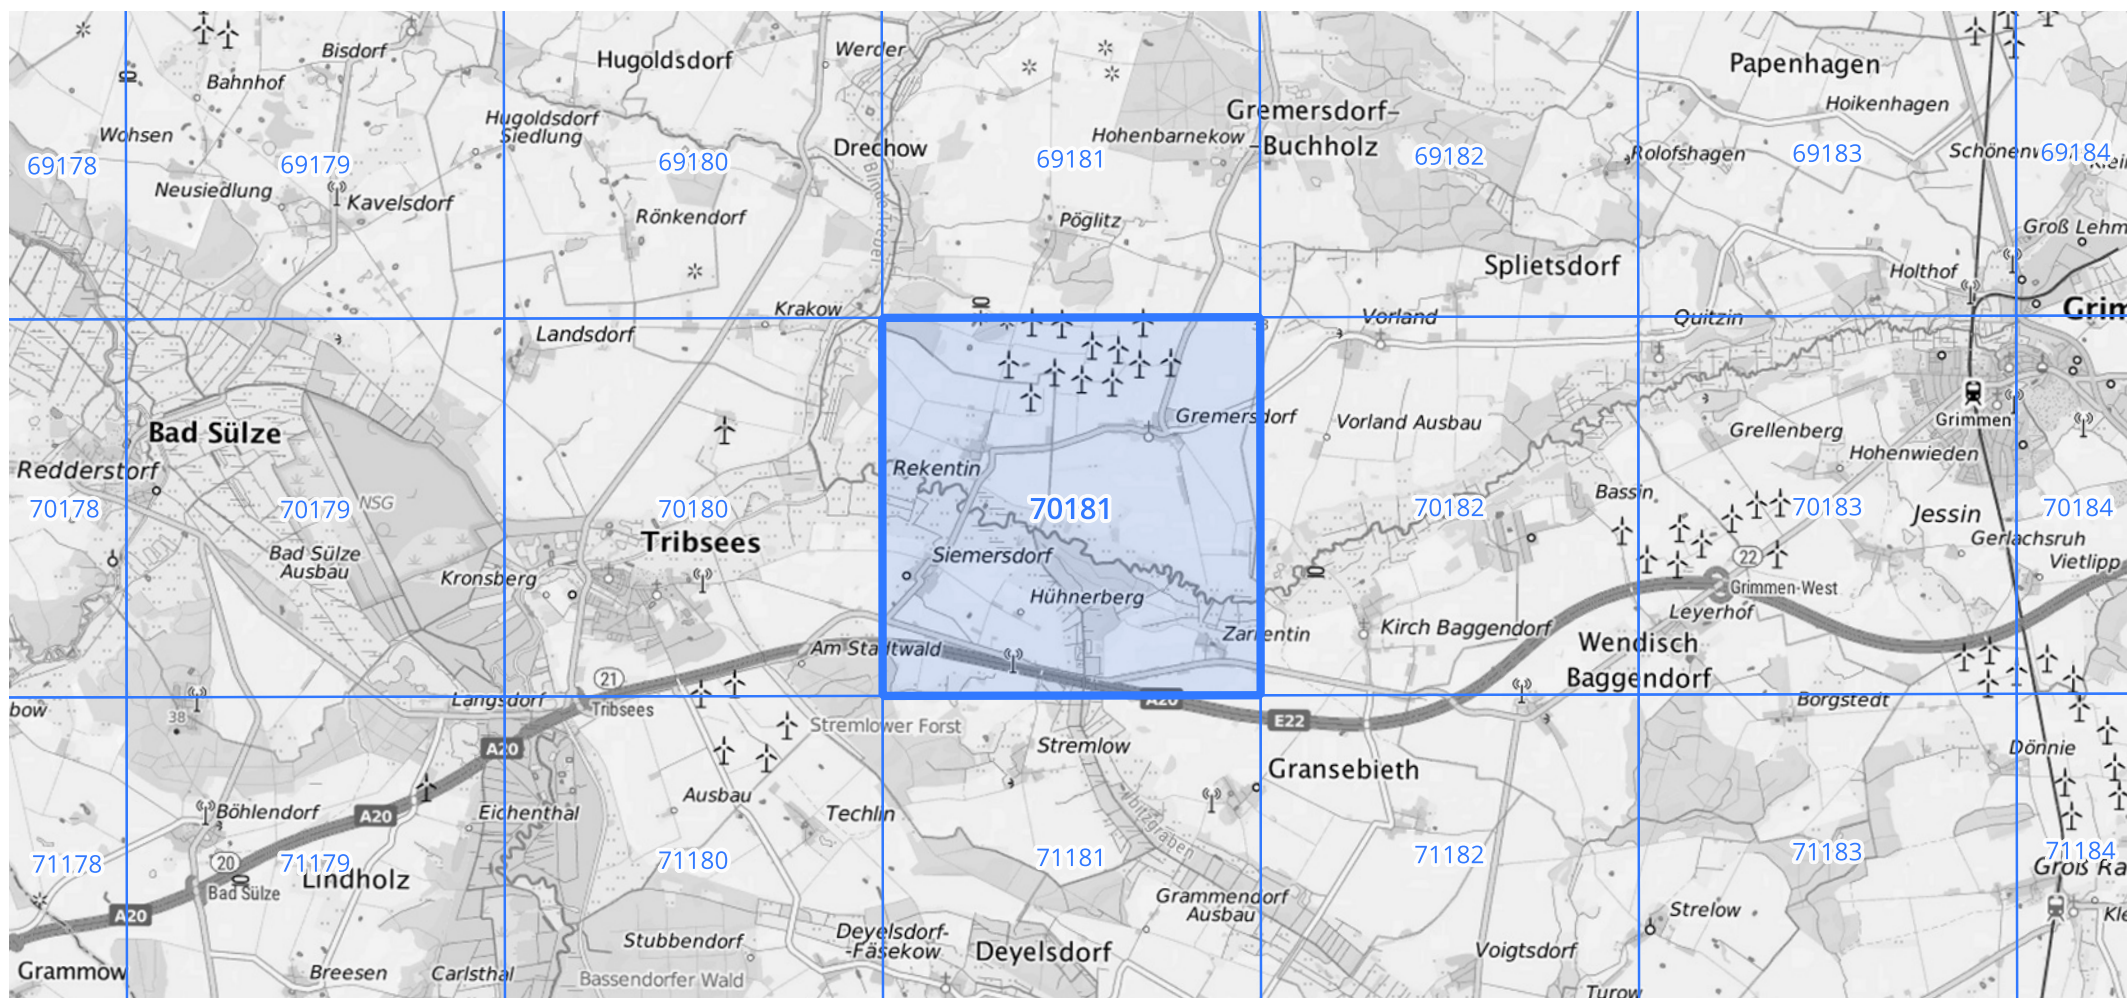 Bisdorf
Hugoldsdorf
Werder
Papenhagen
Bahnhof
Hugoldsdorf
Siedlung
Gremersdorf-
-Buchholz
Hoikenhagen
Wohsen
Drechow
Hohenbarnekow
69178
69179
69180
69181
69182
Rolofshagen
69183
69184
Neusiedlung
Kavelsdorf
Rönkendorf
Pöglitz
Groß Lehm
Splietsdorf
Holthof
Krakow
Landsdorf
Vorland
Quitzin
Grim
Bad Sülze
Gremersdorf
Vorland Ausbau
Grimmen
Grellenberg
Hohenwieden
Redderstorf
Rekentin
Bassin
NSG
70178
70179
70180
70181
70182
70183
70184
Jessin
Tribsees
Gerlachsruh
Bad Sülze
Ausbau
Siemersdorf
22
Vietlipp
Kronsberg
Hühnerberg
Grimmen-West
Leyerhof
Am Stadtwald
Zarrentin
Kirch Baggendorf
Wendisch
Baggendorf
21
Langsdorf
Tribsees
A20
Borgstedt
bow
38
Stremlower Forst
E22
A20
Stremlow
Dönnie
Gransebieth
Ausbau
Techlin
Böhlendorf
A20
Eichenthal
20
71178
71179
71180
71181
71182
71183
71184
Lindholz
Bad Sülze
Groß Ra
A20
Grammendorf
Ausbau
Strelow
Stubbendorf
Deyelsdorf-
-Fäsekow
Deyelsdorf
Voigtsdorf
Grammow
Breesen
Carlsthal
Bassendorfer Wald
Turow